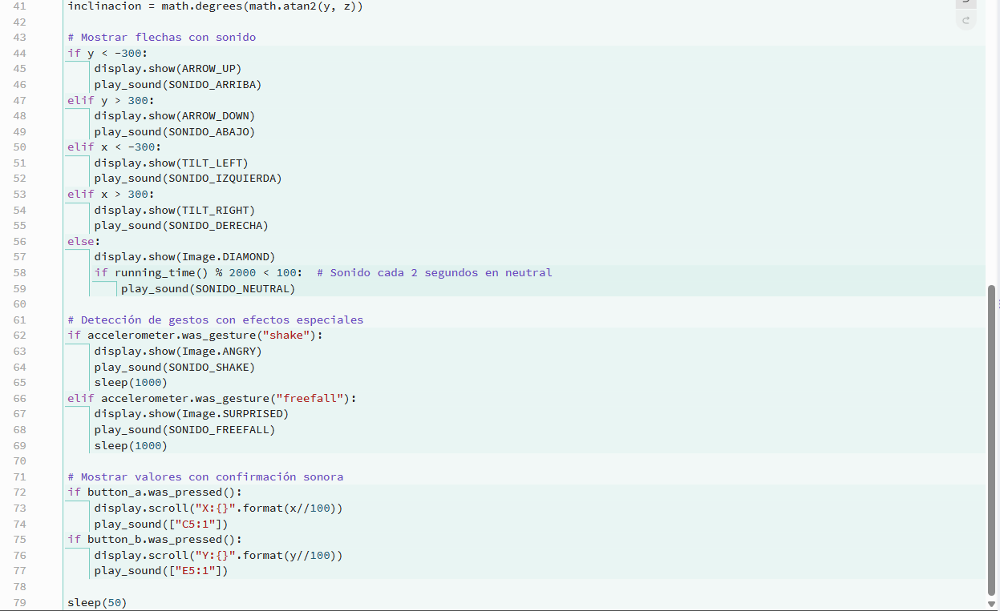 41 inclinacion = math.degrees(math.atan2(y, z))
42
43 # Mostrar flechas con sonido
44 if y < -300:
45     display.show(ARROW_UP)
46     play_sound(SONIDO_ARRIBA)
47 elif y > 300:
48     display.show(ARROW_DOWN)
49     play_sound(SONIDO_ABAJO)
50 elif x < -300:
51     display.show(TILT_LEFT)
52     play_sound(SONIDO_IZQUIERDA)
53 elif x > 300:
54     display.show(TILT_RIGHT)
55     play_sound(SONIDO_DERECHA)
56 else:
57     display.show(Image.DIAMOND)
58     if running_time() % 2000 < 100:  # Sonido cada 2 segundos en neutral
59         play_sound(SONIDO_NEUTRAL)
60
61 # Detección de gestos con efectos especiales
62 if accelerometer.was_gesture("shake"):
63     display.show(Image.ANGRY)
64     play_sound(SONIDO_SHAKE)
65     sleep(1000)
66 elif accelerometer.was_gesture("freefall"):
67     display.show(Image.SURPRISED)
68     play_sound(SONIDO_FREEFALL)
69     sleep(1000)
70
71 # Mostrar valores con confirmación sonora
72 if button_a.was_pressed():
73     display.scroll("X:{}".format(x//100))
74     play_sound(["C5:1"])
75 if button_b.was_pressed():
76     display.scroll("Y:{}".format(y//100))
77     play_sound(["E5:1"])
78
79 sleep(50)